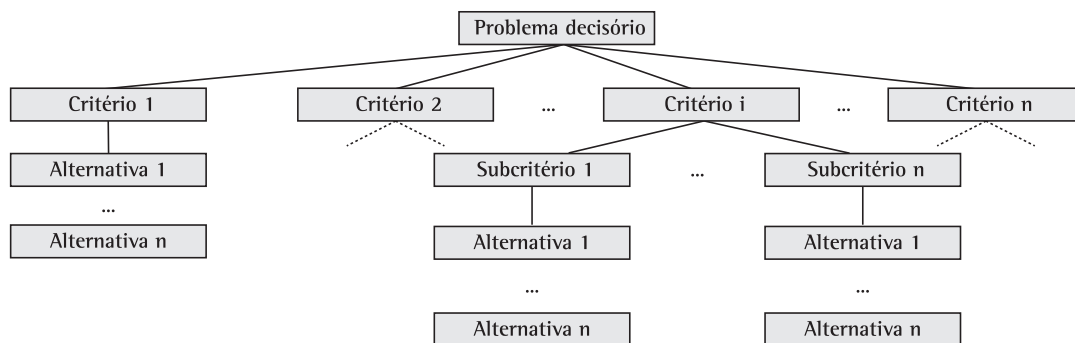 Problema decisório
Critério 1
Critério 2
...
Critério i
...
Critério n
Alternativa 1
Subcritério 1
...
Subcritério n
...
Alternativa n
Alternativa 1
Alternativa 1
...
...
Alternativa n
Alternativa n